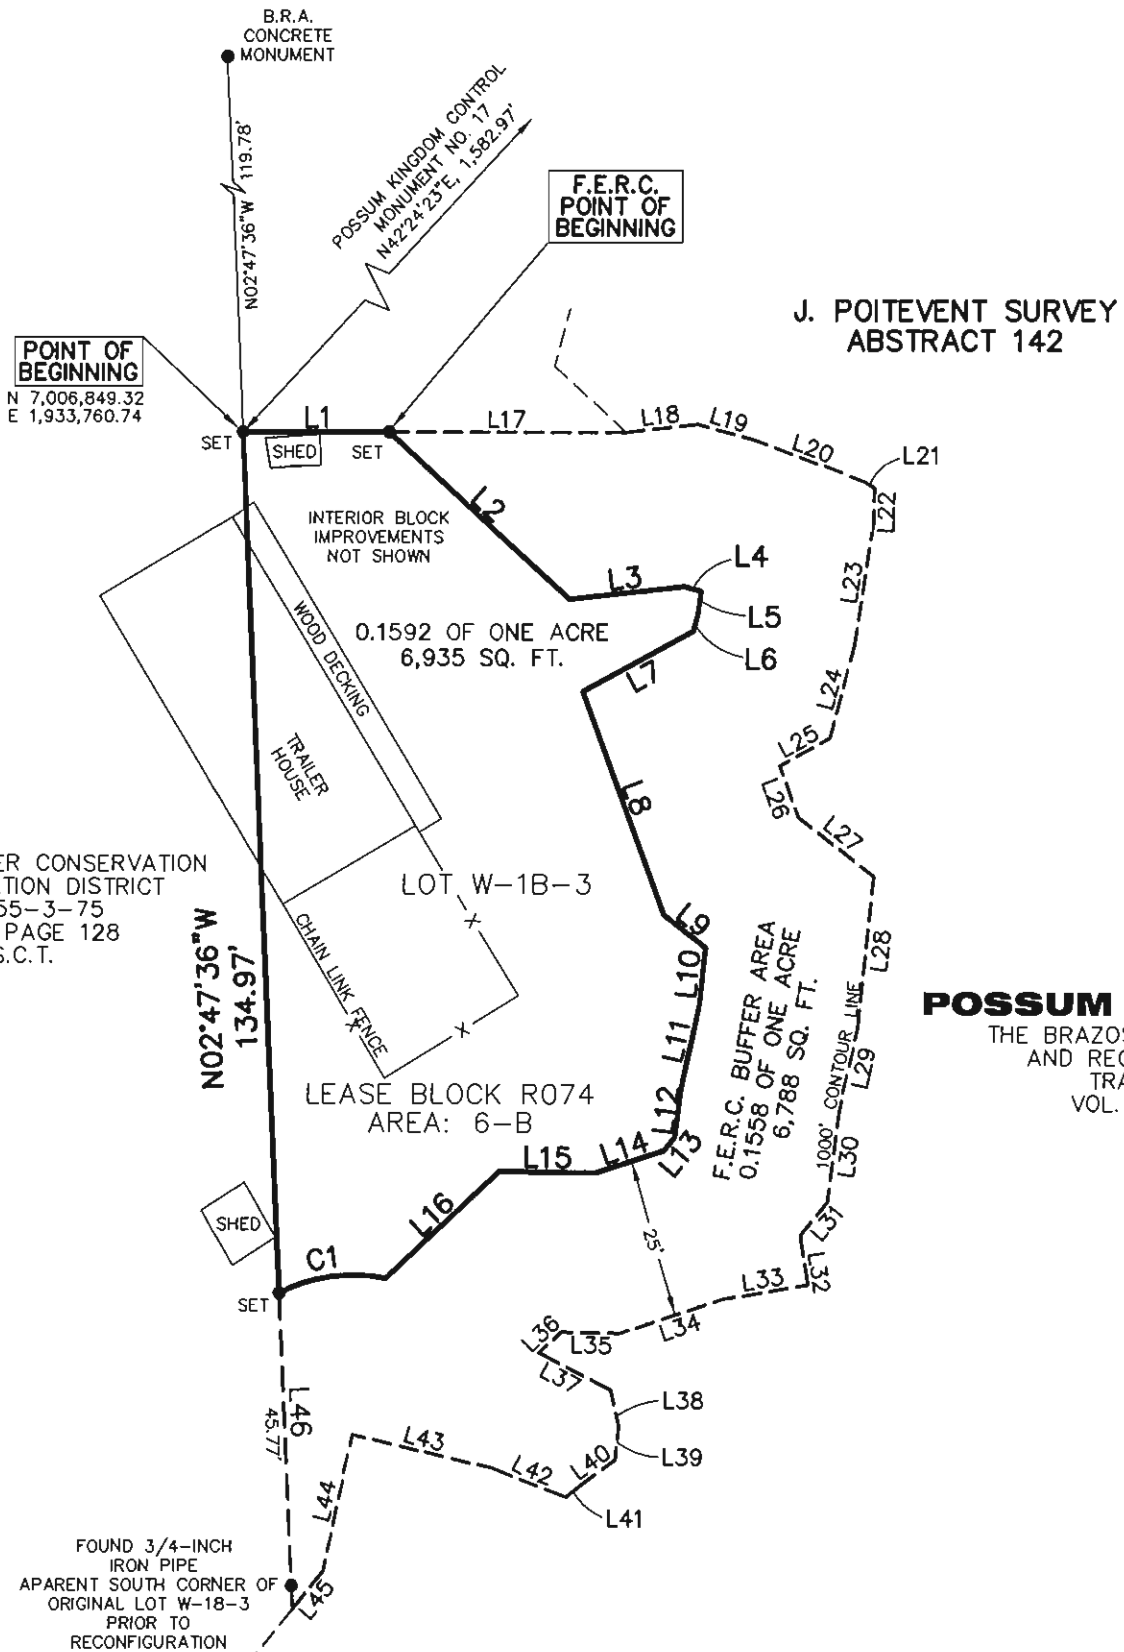 B.R.A.
CONCRETE
MONUMENT
N02°47'36"W 119.78'
POSSUM KINGDOM CONTROL
MONUMENT NO. 17
N42°24'23"E, 1,582.97'
F.E.R.C.
POINT OF
BEGINNING
J. POITEVENT SURVEY
ABSTRACT 142
POINT OF
BEGINNING
N 7,006,849.32
E 1,933,760.74
SET
L1
SHED
SET
L17
L18
L19
L20
L21
L22
L23
L24
L25
L26
L27
L28
L2
INTERIOR BLOCK
IMPROVEMENTS
NOT SHOWN
L3
L4
L5
L6
L7
0.1592 OF ONE ACRE
6,935 SQ. FT.
WOOD DECKING
TRAILER
HOUSE
L8
LOT W-1B-3
ER CONSERVATION
ATION DISTRICT
55-3-75
PAGE 128
S.C.T.
N02°47'36"W
134.97'
CHAIN LINK FENCE
X
X
X
L9
L10
L11
L12
L13
L14
L15
L16
F.E.R.C. BUFFER AREA
0.1558 OF ONE ACRE
6,788 SQ. FT.
1000' CONTOUR LINE
L29
L30
L31
L32
L33
L34
L35
L36
L37
L38
L39
L40
L41
L42
L43
L44
L45
POSSUM
THE BRAZOS
AND REC
TRA
VOL.
LEASE BLOCK R074
AREA: 6-B
25'
SHED
C1
SET
L46
45.77'
FOUND 3/4-INCH
IRON PIPE
APARENT SOUTH CORNER OF
ORIGINAL LOT W-18-3
PRIOR TO
RECONFIGURATION